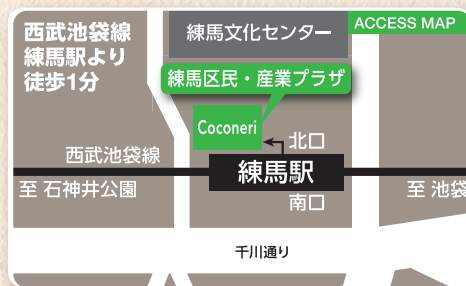 西武池袋線
練馬駅より
徒歩1分
練馬文化センター
ACCESS MAP
練馬区民・産業プラザ
Coconeri
北口
西武池袋線
練馬駅
至 石神井公園
至 池袋
南口
千川通り